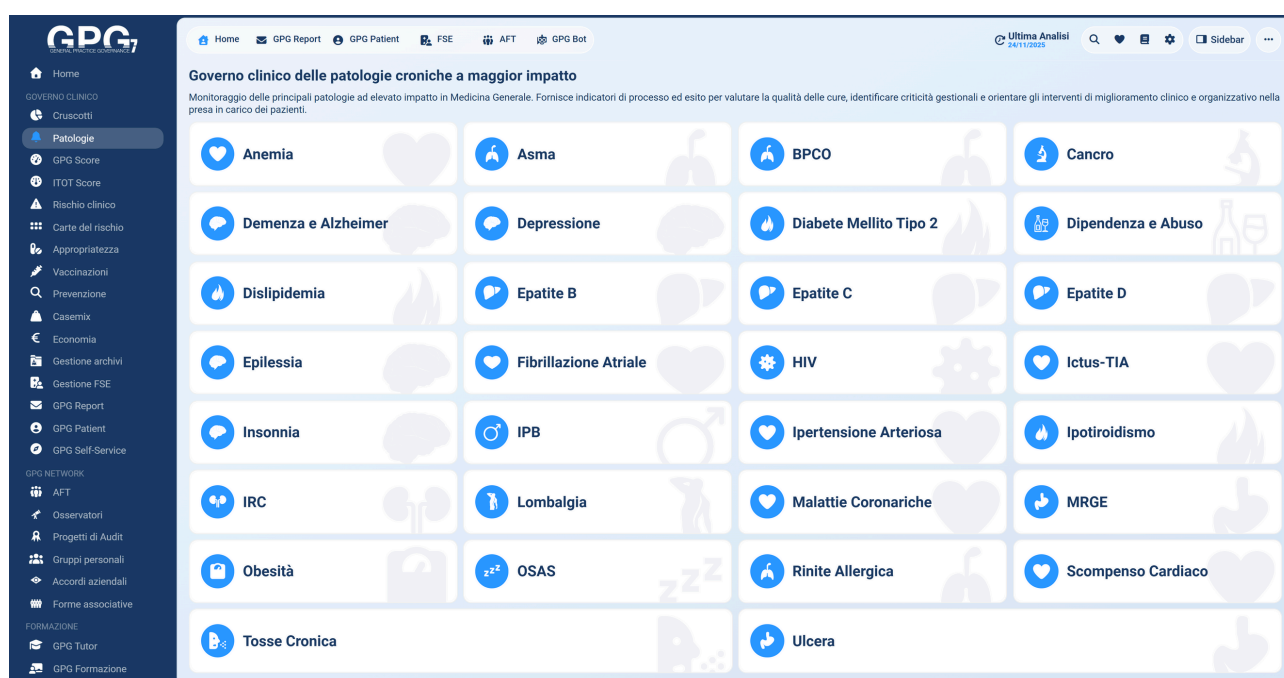 GPG7
GENERAL PRACTICE GOVERNANCE
Home
GOVERNO CLINICO
Cruscotti
Patologie
GPG Score
ITOT Score
Rischio clinico
Carte del rischio
Appropriatezza
Vaccinazioni
Prevenzione
Casemix
Economia
Gestione archivi
Gestione FSE
GPG Report
GPG Patient
GPG Self-Service
GPG NETWORK
AFT
Osservatori
Progetti di Audit
Gruppi personali
Accordi aziendali
Forme associative
FORMAZIONE
GPG Tutor
GPG Formazione
Home GPG Report GPG Patient FSE AFT GPG Bot
Ultima Analisi
24/11/2025
Sidebar
Governo clinico delle patologie croniche a maggior impatto
Monitoraggio delle principali patologie ad elevato impatto in Medicina Generale. Fornisce indicatori di processo ed esito per valutare la qualità delle cure, identificare criticità gestionali e orientare gli interventi di miglioramento clinico e organizzativo nella
presa in carico dei pazienti.
Anemia
Asma
BPCO
Cancro
Demenza e Alzheimer
Depressione
Diabete Mellito Tipo 2
Dipendenza e Abuso
Dislipidemia
Epatite B
Epatite C
Epatite D
Epilessia
Fibrillazione Atriale
HIV
Ictus-TIA
Insonnia
IPB
Ipertensione Arteriosa
Ipotiroidismo
IRC
Lombalgia
Malattie Coronariche
MRGE
Obesità
zzz
OSAS
zzz
Rinite Allergica
Scompenso Cardiaco
Tosse Cronica
Ulcera